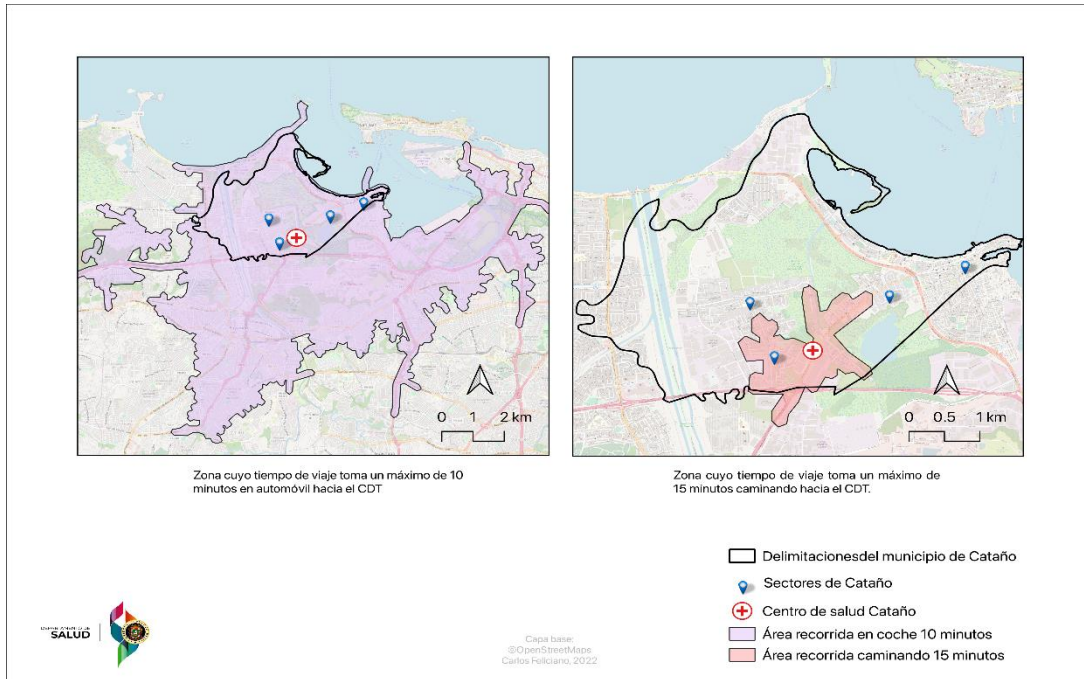 0 1 2 km
0 0.5 1 km
Zona cuyo tiempo de viaje toma un máximo de 10
minutos en automóvil hacia el CDT
Zona cuyo tiempo de viaje toma un máximo de
15 minutos caminando hacia el CDT.
Delimitacionesdel municipio de Cataño
Sectores de Cataño
Centro de salud Cataño
Área recorrida en coche 10 minutos
Área recorrida caminando 15 minutos
DEPARTAMENTO DE
SALUD
Capa base:
©OpenStreetMaps
Carlos Feliciano, 2022